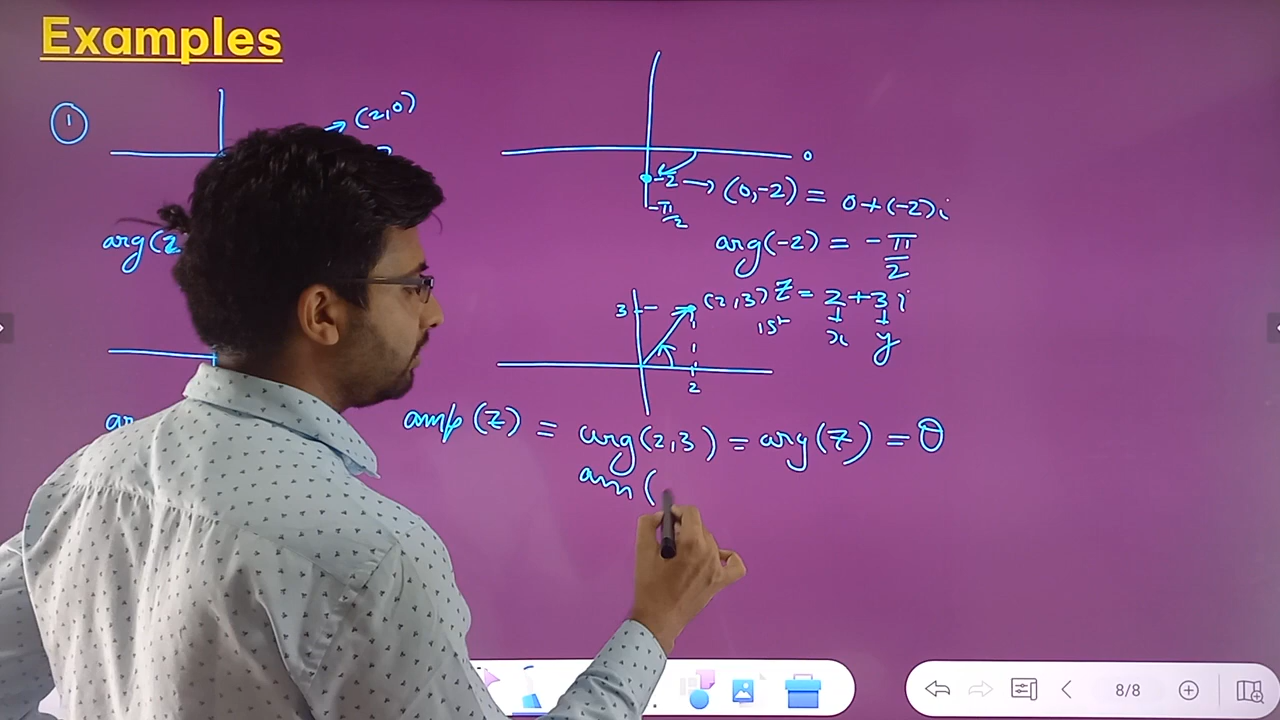 Examples
1
(2,0)
0
-2 → (0,-2) = 0+(-2)i
-π/2
arg(-2) = -π/2
3 (2,3) Z = 2+3i
1st x y
2
amp(Z) = arg(2,3) = arg(Z) = θ
am (
arg(2
8/8